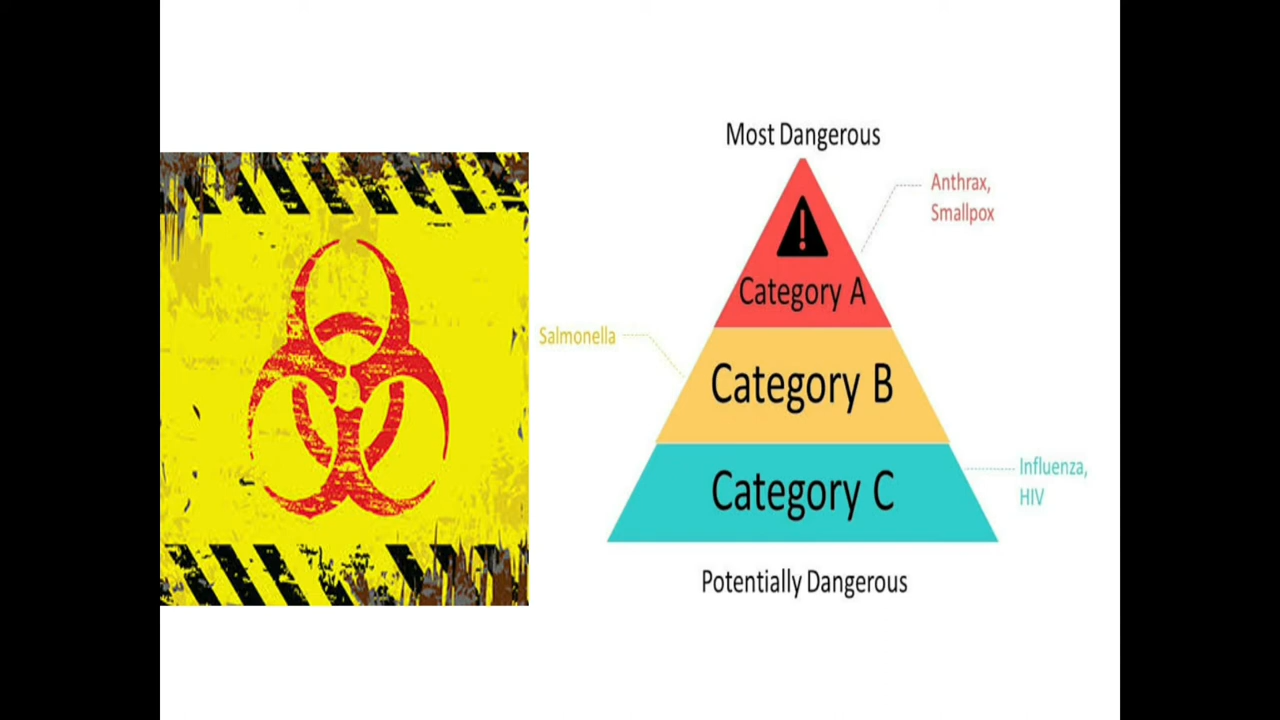 Most Dangerous
Anthrax,
Smallpox
!
Category A
Salmonella
Category B
Category C
Influenza,
HIV
Potentially Dangerous